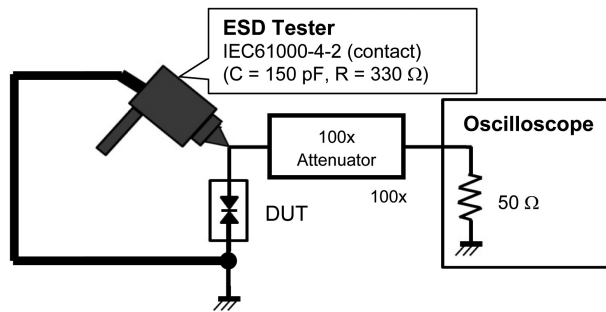 ESD Tester
IEC61000-4-2 (contact)
(C = 150 pF, R = 330 Ω)
100x
Attenuator
Oscilloscope
100x
50 Ω
DUT